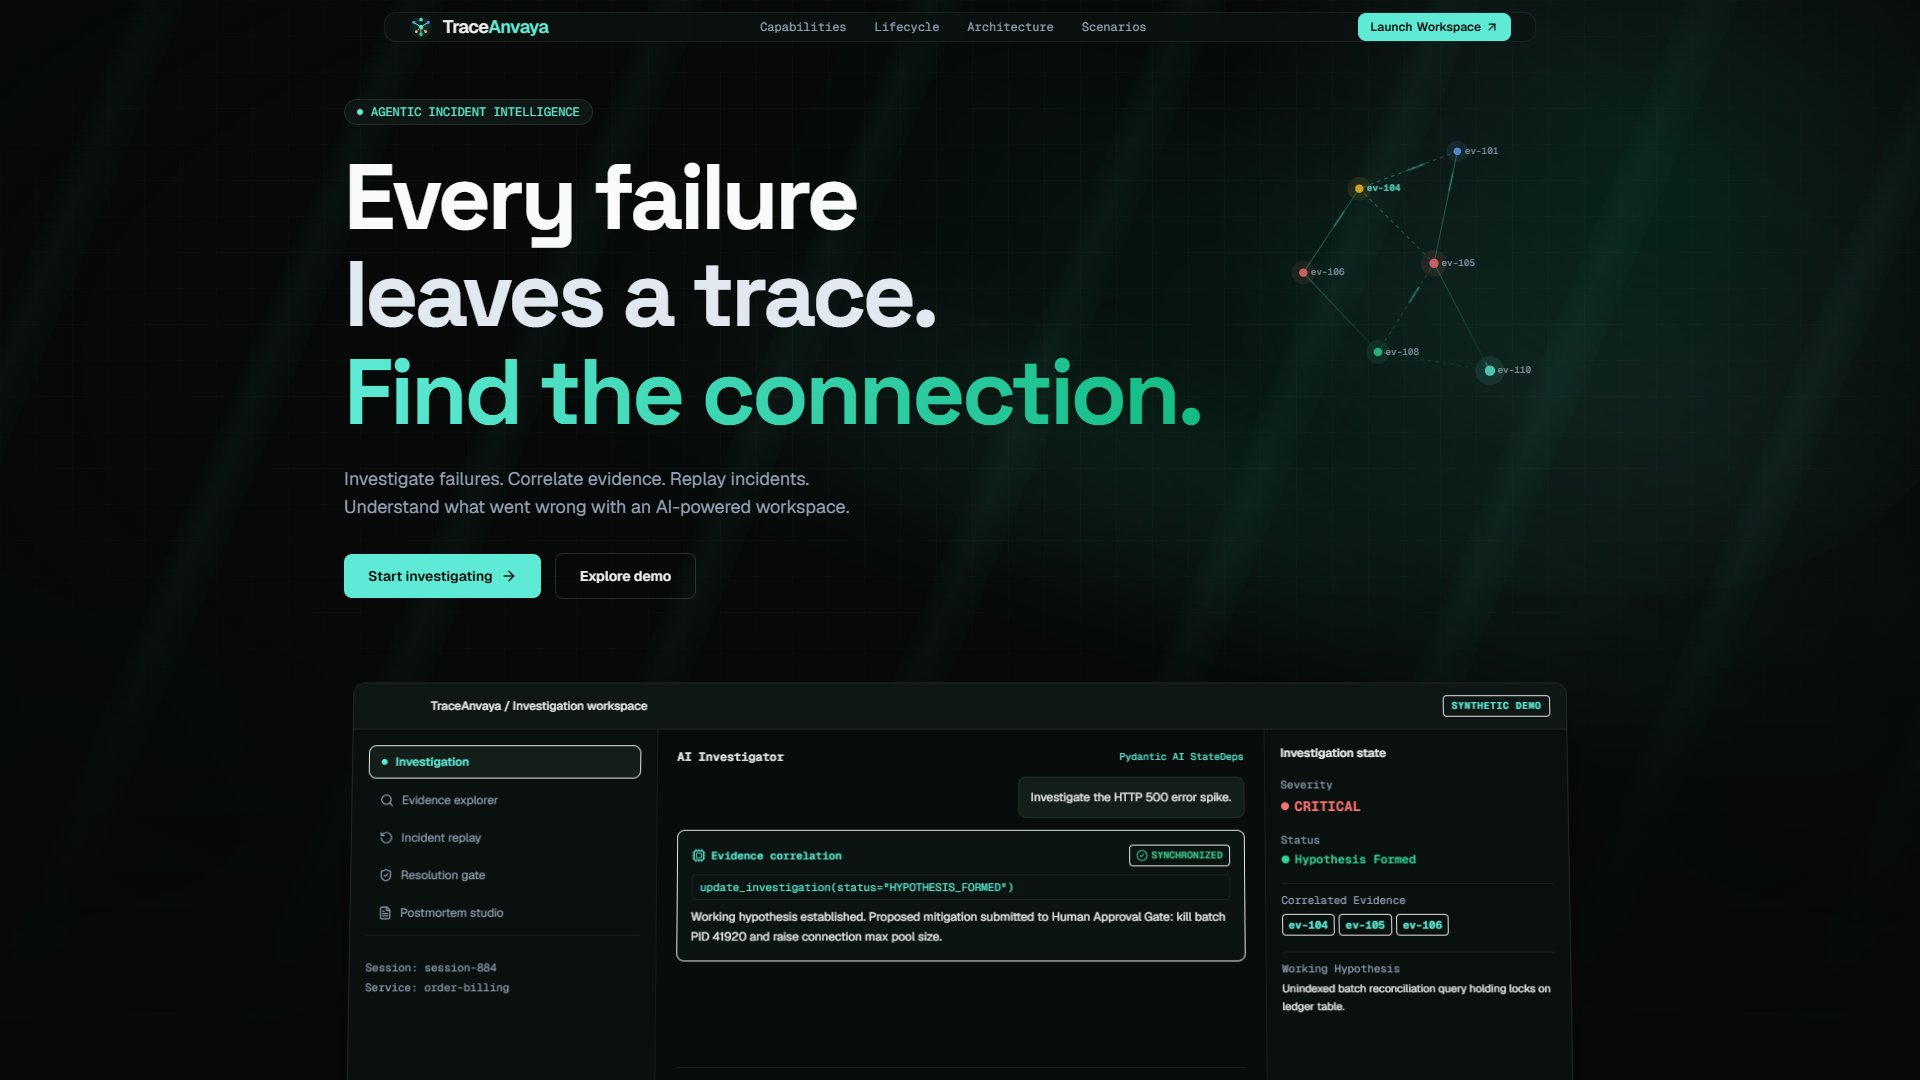 TraceAnvaya
Capabilities
Lifecycle
Architecture
Scenarios
Launch Workspace
AGENTIC INCIDENT INTELLIGENCE
Every failure
leaves a trace.
Find the connection.
ev-101
ev-104
ev-105
ev-106
ev-108
ev-110
Investigate failures. Correlate evidence. Replay incidents.
Understand what went wrong with an AI-powered workspace.
Start investigating
Explore demo
TraceAnvaya / Investigation workspace
SYNTHETIC DEMO
Investigation
Evidence explorer
Incident replay
Resolution gate
Postmortem studio
Session: session-884
Service: order-billing
AI Investigator
Pydantic AI StateDeps
Investigate the HTTP 500 error spike.
Evidence correlation
SYNCHRONIZED
update_investigation(status="HYPOTHESIS_FORMED")
Working hypothesis established. Proposed mitigation submitted to Human Approval Gate: kill batch
PID 41920 and raise connection max pool size.
Investigation state
Severity
CRITICAL
Status
Hypothesis Formed
Correlated Evidence
ev-104 ev-105 ev-106
Working Hypothesis
Unindexed batch reconciliation query holding locks on
ledger table.